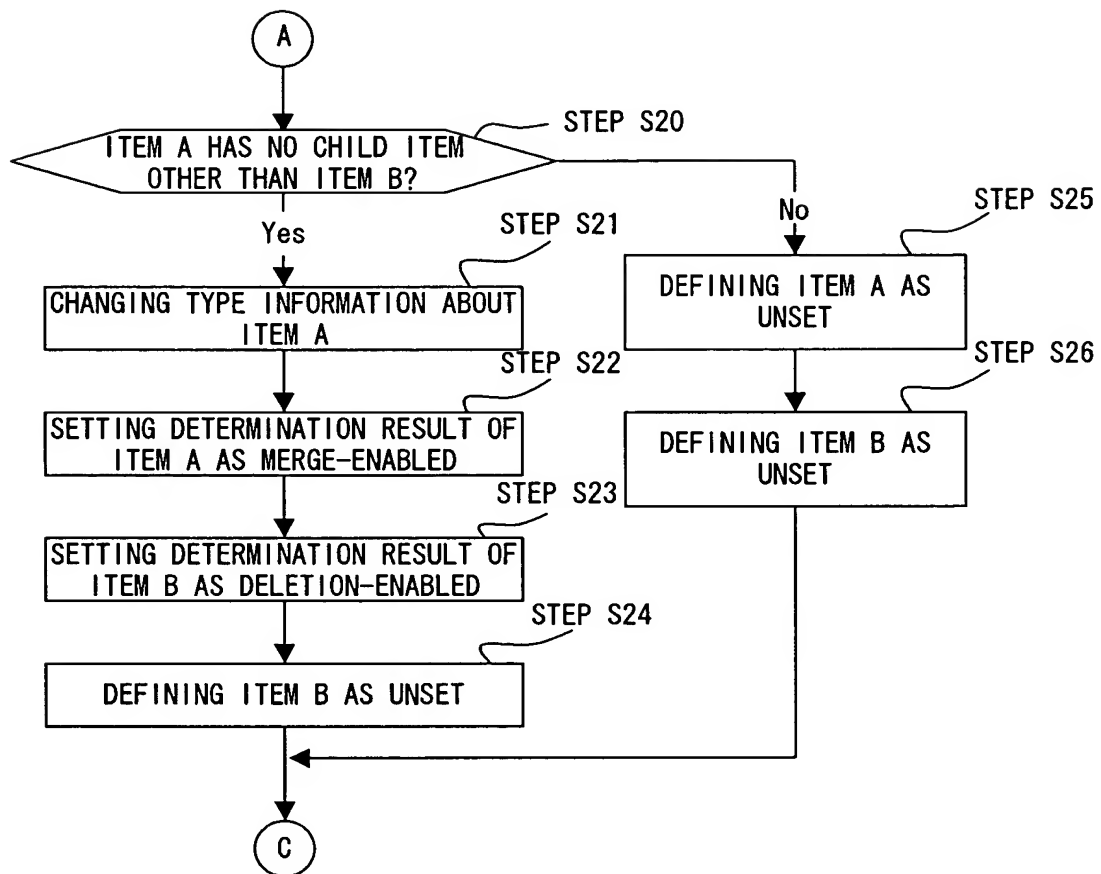 A
STEP S20
ITEM A HAS NO CHILD ITEM
OTHER THAN ITEM B?
Yes
No
STEP S21
CHANGING TYPE INFORMATION ABOUT
ITEM A
STEP S25
DEFINING ITEM A AS
UNSET
STEP S22
SETTING DETERMINATION RESULT OF
ITEM A AS MERGE-ENABLED
STEP S26
DEFINING ITEM B AS
UNSET
STEP S23
SETTING DETERMINATION RESULT OF
ITEM B AS DELETION-ENABLED
STEP S24
DEFINING ITEM B AS UNSET
C